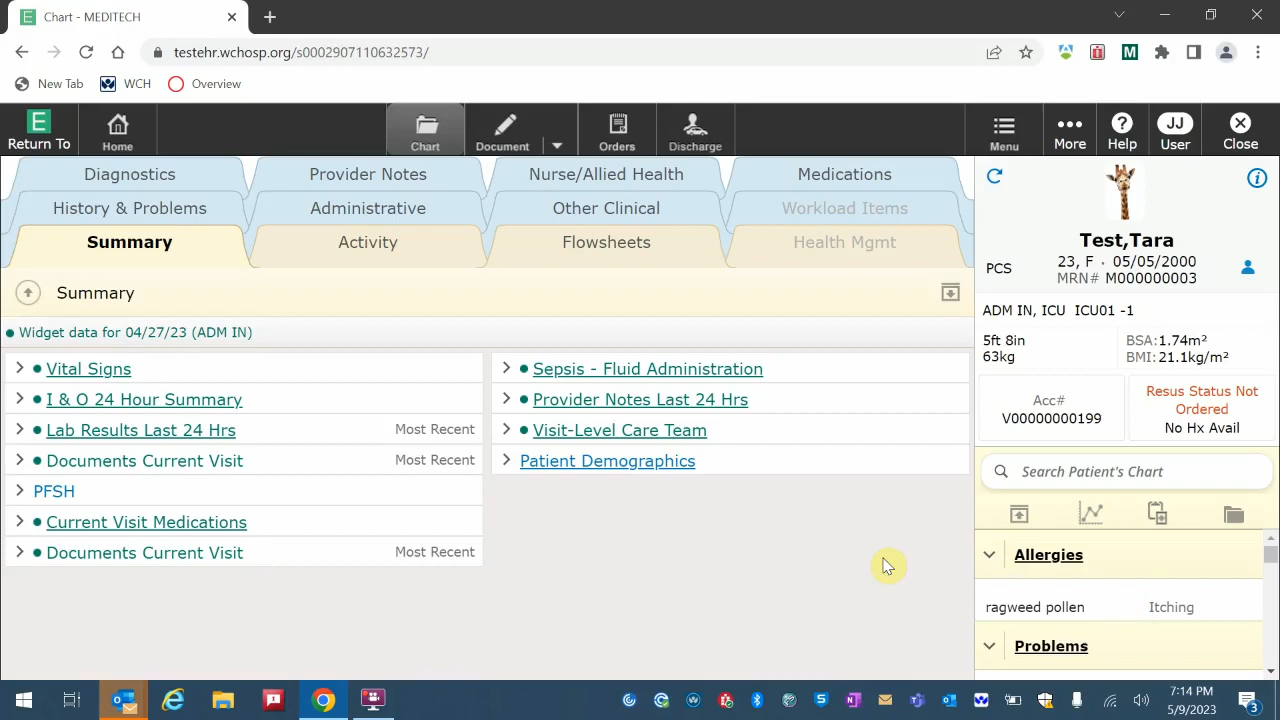 Chart - MEDITECH
testehr.wchosp.org/s0002907110632573/
New Tab WCH Overview
Return To Home Chart Document Orders Discharge Menu More Help JJ User Close
Diagnostics Provider Notes Nurse/Allied Health Medications
History & Problems Administrative Other Clinical Workload Items
Summary Activity Flowsheets Health Mgmt
Summary
Widget data for 04/27/23 (ADM IN)
Vital Signs
I & O 24 Hour Summary
Lab Results Last 24 Hrs Most Recent
Documents Current Visit Most Recent
PFSH
Current Visit Medications
Documents Current Visit Most Recent
Sepsis - Fluid Administration
Provider Notes Last 24 Hrs
Visit-Level Care Team
Patient Demographics
Test,Tara
PCS 23, F · 05/05/2000
MRN# M000000003
ADM IN, ICU ICU01 -1
5ft 8in BSA:1.74m²
63kg BMI:21.1kg/m²
Acc#
V00000000199
Resus Status Not
Ordered
No Hx Avail
Search Patient's Chart
Allergies
ragweed pollen Itching
Problems
7:14 PM
5/9/2023
3